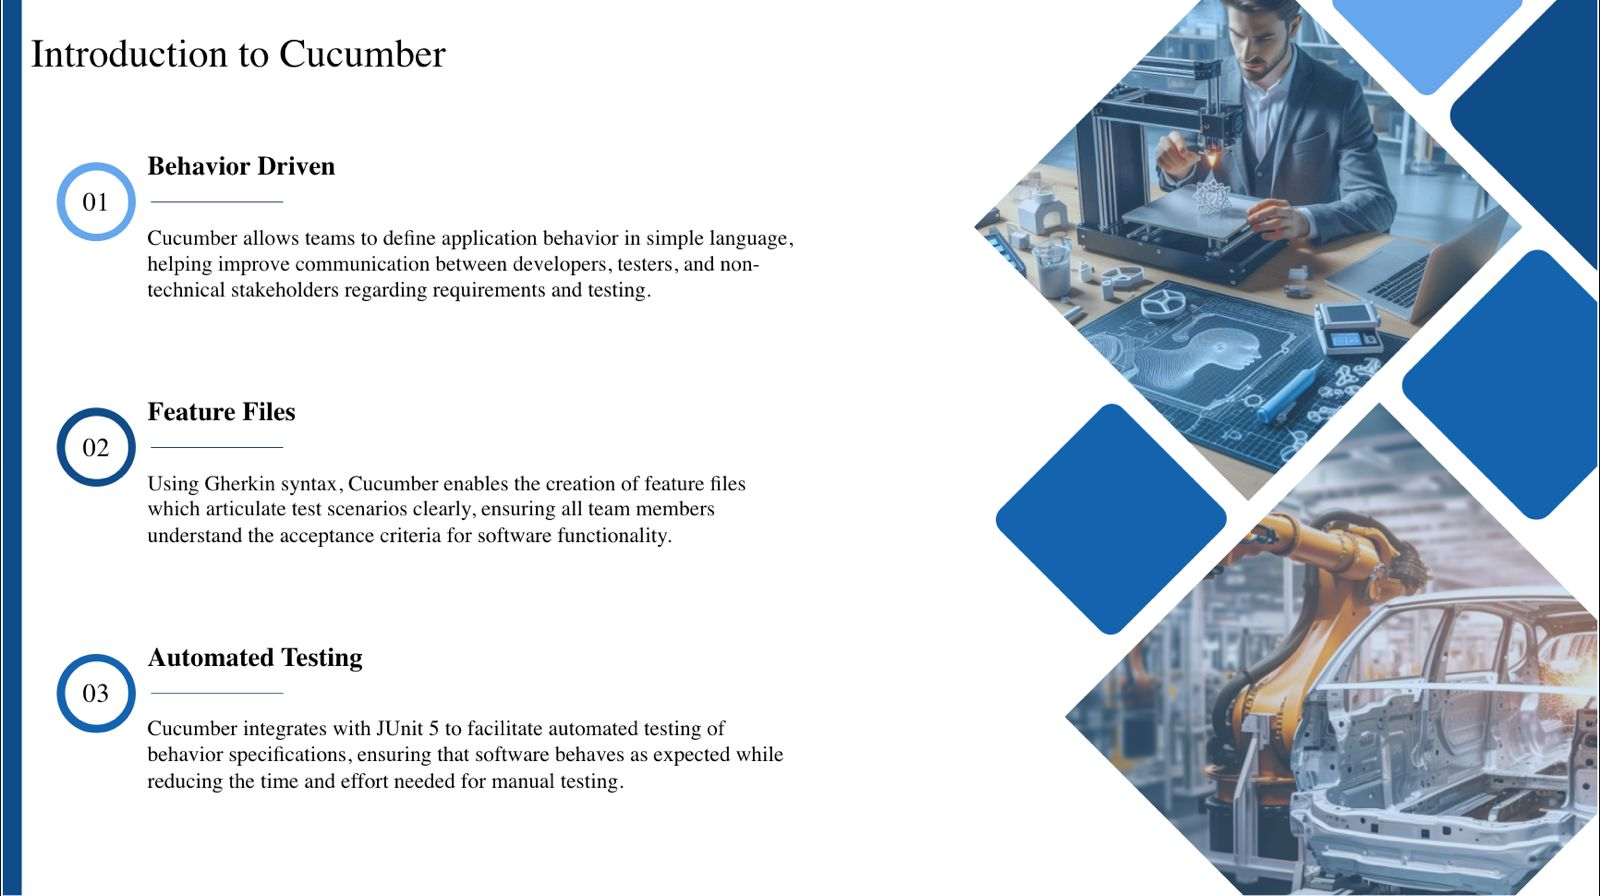 Introduction to Cucumber
01
Behavior Driven
Cucumber allows teams to define application behavior in simple language,
helping improve communication between developers, testers, and non-
technical stakeholders regarding requirements and testing.
02
Feature Files
Using Gherkin syntax, Cucumber enables the creation of feature files
which articulate test scenarios clearly, ensuring all team members
understand the acceptance criteria for software functionality.
03
Automated Testing
Cucumber integrates with JUnit 5 to facilitate automated testing of
behavior specifications, ensuring that software behaves as expected while
reducing the time and effort needed for manual testing.